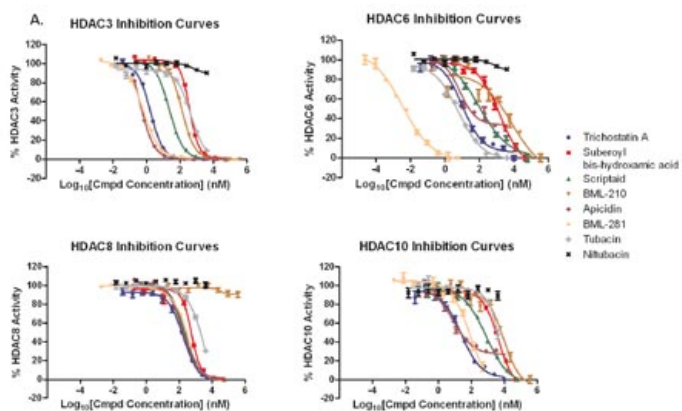 A.
HDAC3 Inhibition Curves
% HDAC3 Activity
120
100
80
60
40
20
0
-20
-4 -2 0 2 4 6
Log10[Cmpd Concentration] (nM)
HDAC6 Inhibition Curves
% HDAC6 Activity
120
100
80
60
40
20
0
-20
-4 -2 0 2 4 6
Log10[Cmpd Concentration] (nM)
Trichostatin A
Suberoyl
bis-hydroxamic acid
Scriptaid
BML-210
Apicidin
BML-281
Tubacin
Niltubacin
HDAC8 Inhibition Curves
% HDAC8 Activity
120
100
80
60
40
20
0
-20
-4 -2 0 2 4 6
Log10[Cmpd Concentration] (nM)
HDAC10 Inhibition Curves
% HDAC10 Activity
120
100
80
60
40
20
0
-20
-4 -2 0 2 4 6
Log10[Cmpd Concentration] (nM)